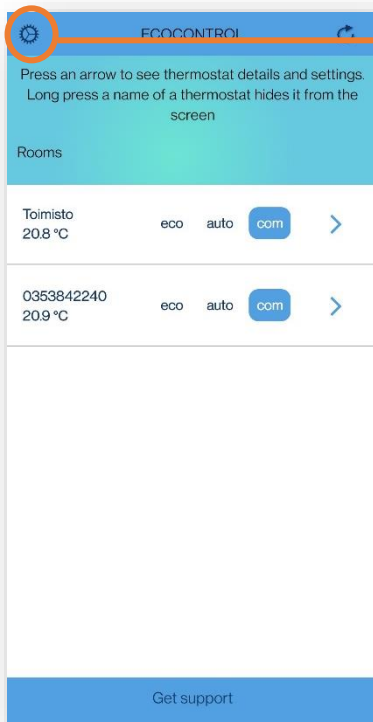 ECOCONTROL
Press an arrow to see thermostat details and settings.
Long press a name of a thermostat hides it from the
screen
Rooms
Toimisto
20.8 °C
eco auto com
0353842240
20.9 °C
eco auto com
Get support